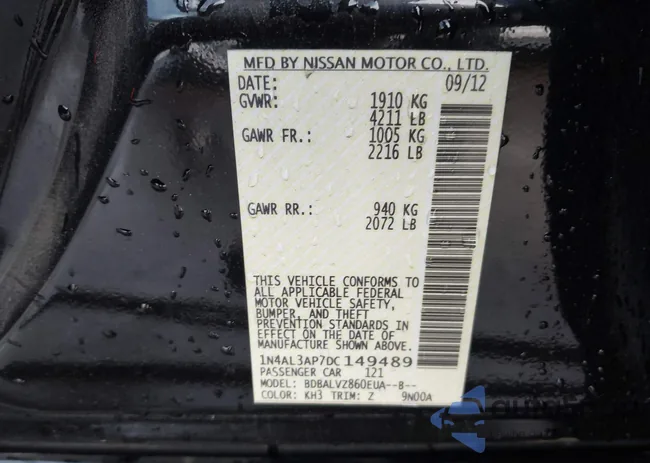 MFD BY NISSAN MOTOR CO., LTD.
DATE: 09/12
GVWR: 1910 KG
4211 LB
GAWR FR.: 1005 KG
2216 LB
GAWR RR.: 940 KG
2072 LB
THIS VEHICLE CONFORMS TO
ALL APPLICABLE FEDERAL
MOTOR VEHICLE SAFETY,
BUMPER, AND THEFT
PREVENTION STANDARDS IN
EFFECT ON THE DATE OF
MANUFACTURE SHOWN ABOVE.
1N4AL3AP7DC149489
PASSENGER CAR 121
MODEL: BDBALVZ860EUA--B--
COLOR: KH3 TRIM: Z 9N00A